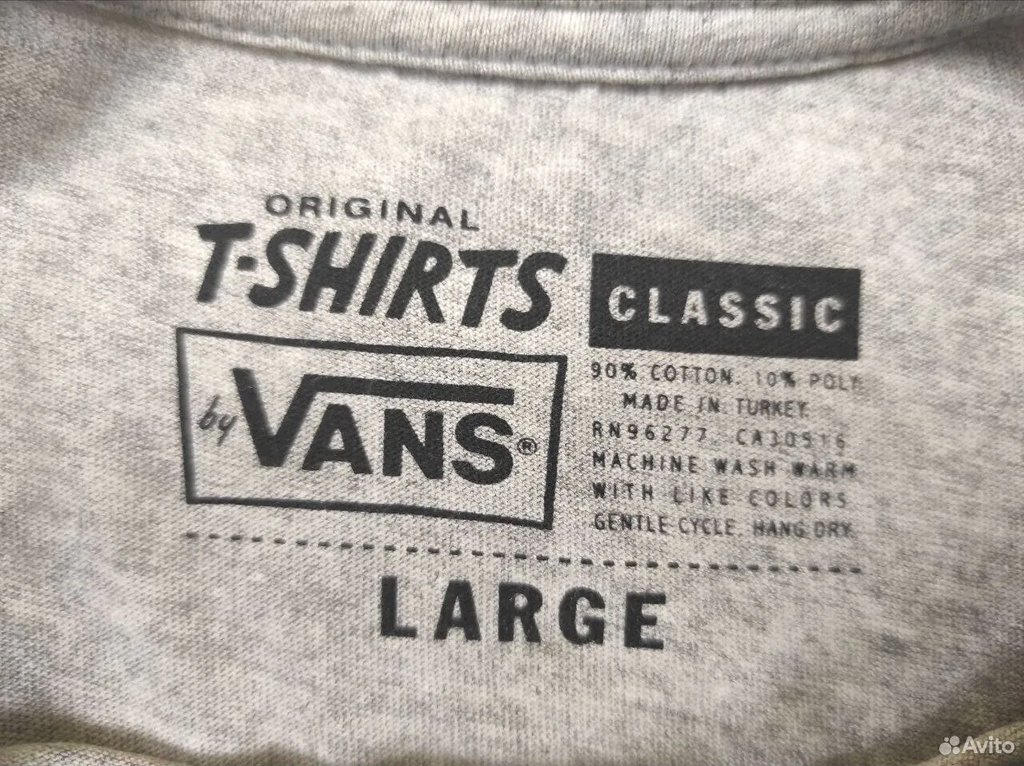 ORIGINAL
T-SHIRTS
by VANS®
CLASSIC
90% COTTON. 10% POLY.
MADE IN TURKEY.
RN96277. CA30516
MACHINE WASH WARM
WITH LIKE COLORS.
GENTLE CYCLE. HANG DRY.
LARGE
Avito